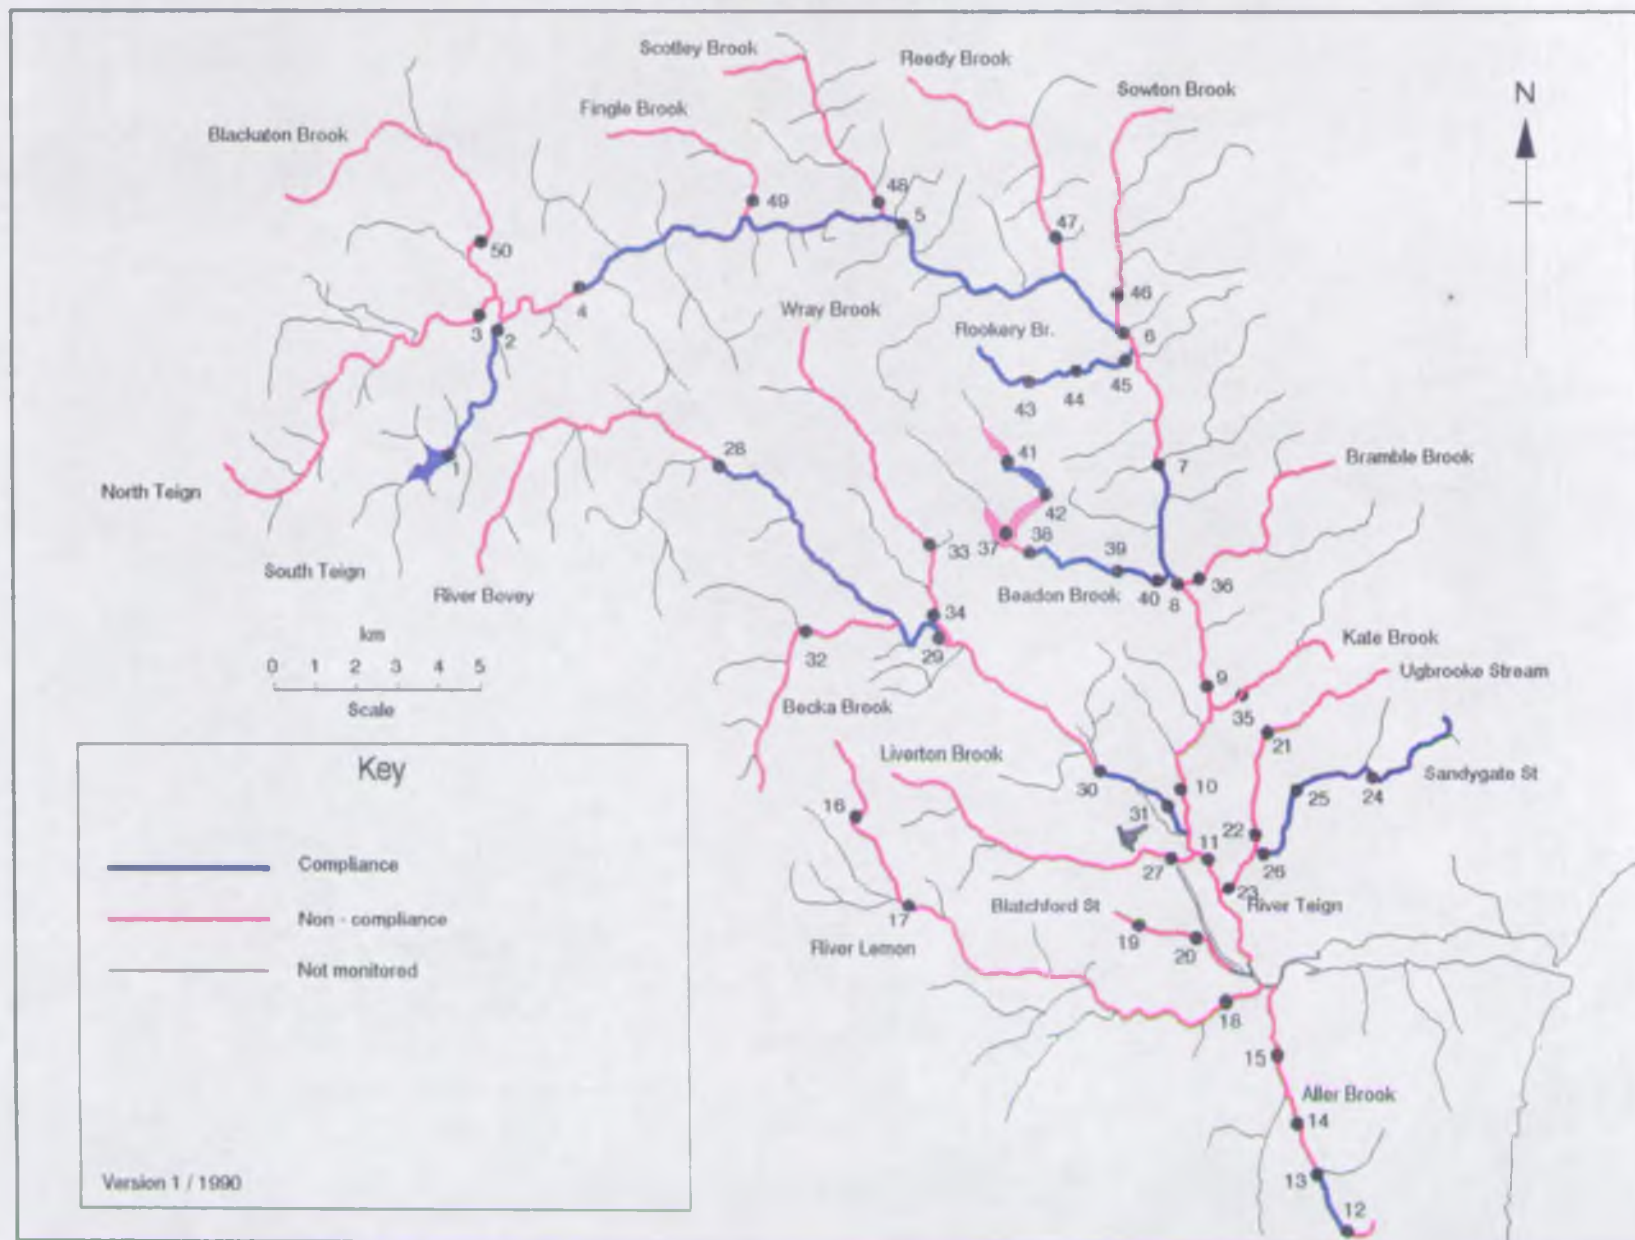 Scotley Brook
Reedy Brook
Sowton Brook
N
Fingle Brook
Blackaton Brook
48
49
5
47
50
46
Wray Brook
4
3
2
Rookery Br.
6
45
44
43
28
41
7
Bramble Brook
1
North Teign
42
38
33
37
39
36
South Teign
River Bovey
Beadon Brook
40
8
34
km
Kate Brook
0 1 2 3 4 5
32
29
9
Ugbrooke Stream
Scale
Becka Brook
35
21
Liverton Brook
Key
30
10
Sandygate St
25
24
16
31
22
11
Compliance
27
26
23
Blatchford St
River Teign
Non - compliance
17
19
20
River Lemon
Not monitored
18
15
Aller Brook
14
13
Version 1 / 1990
12